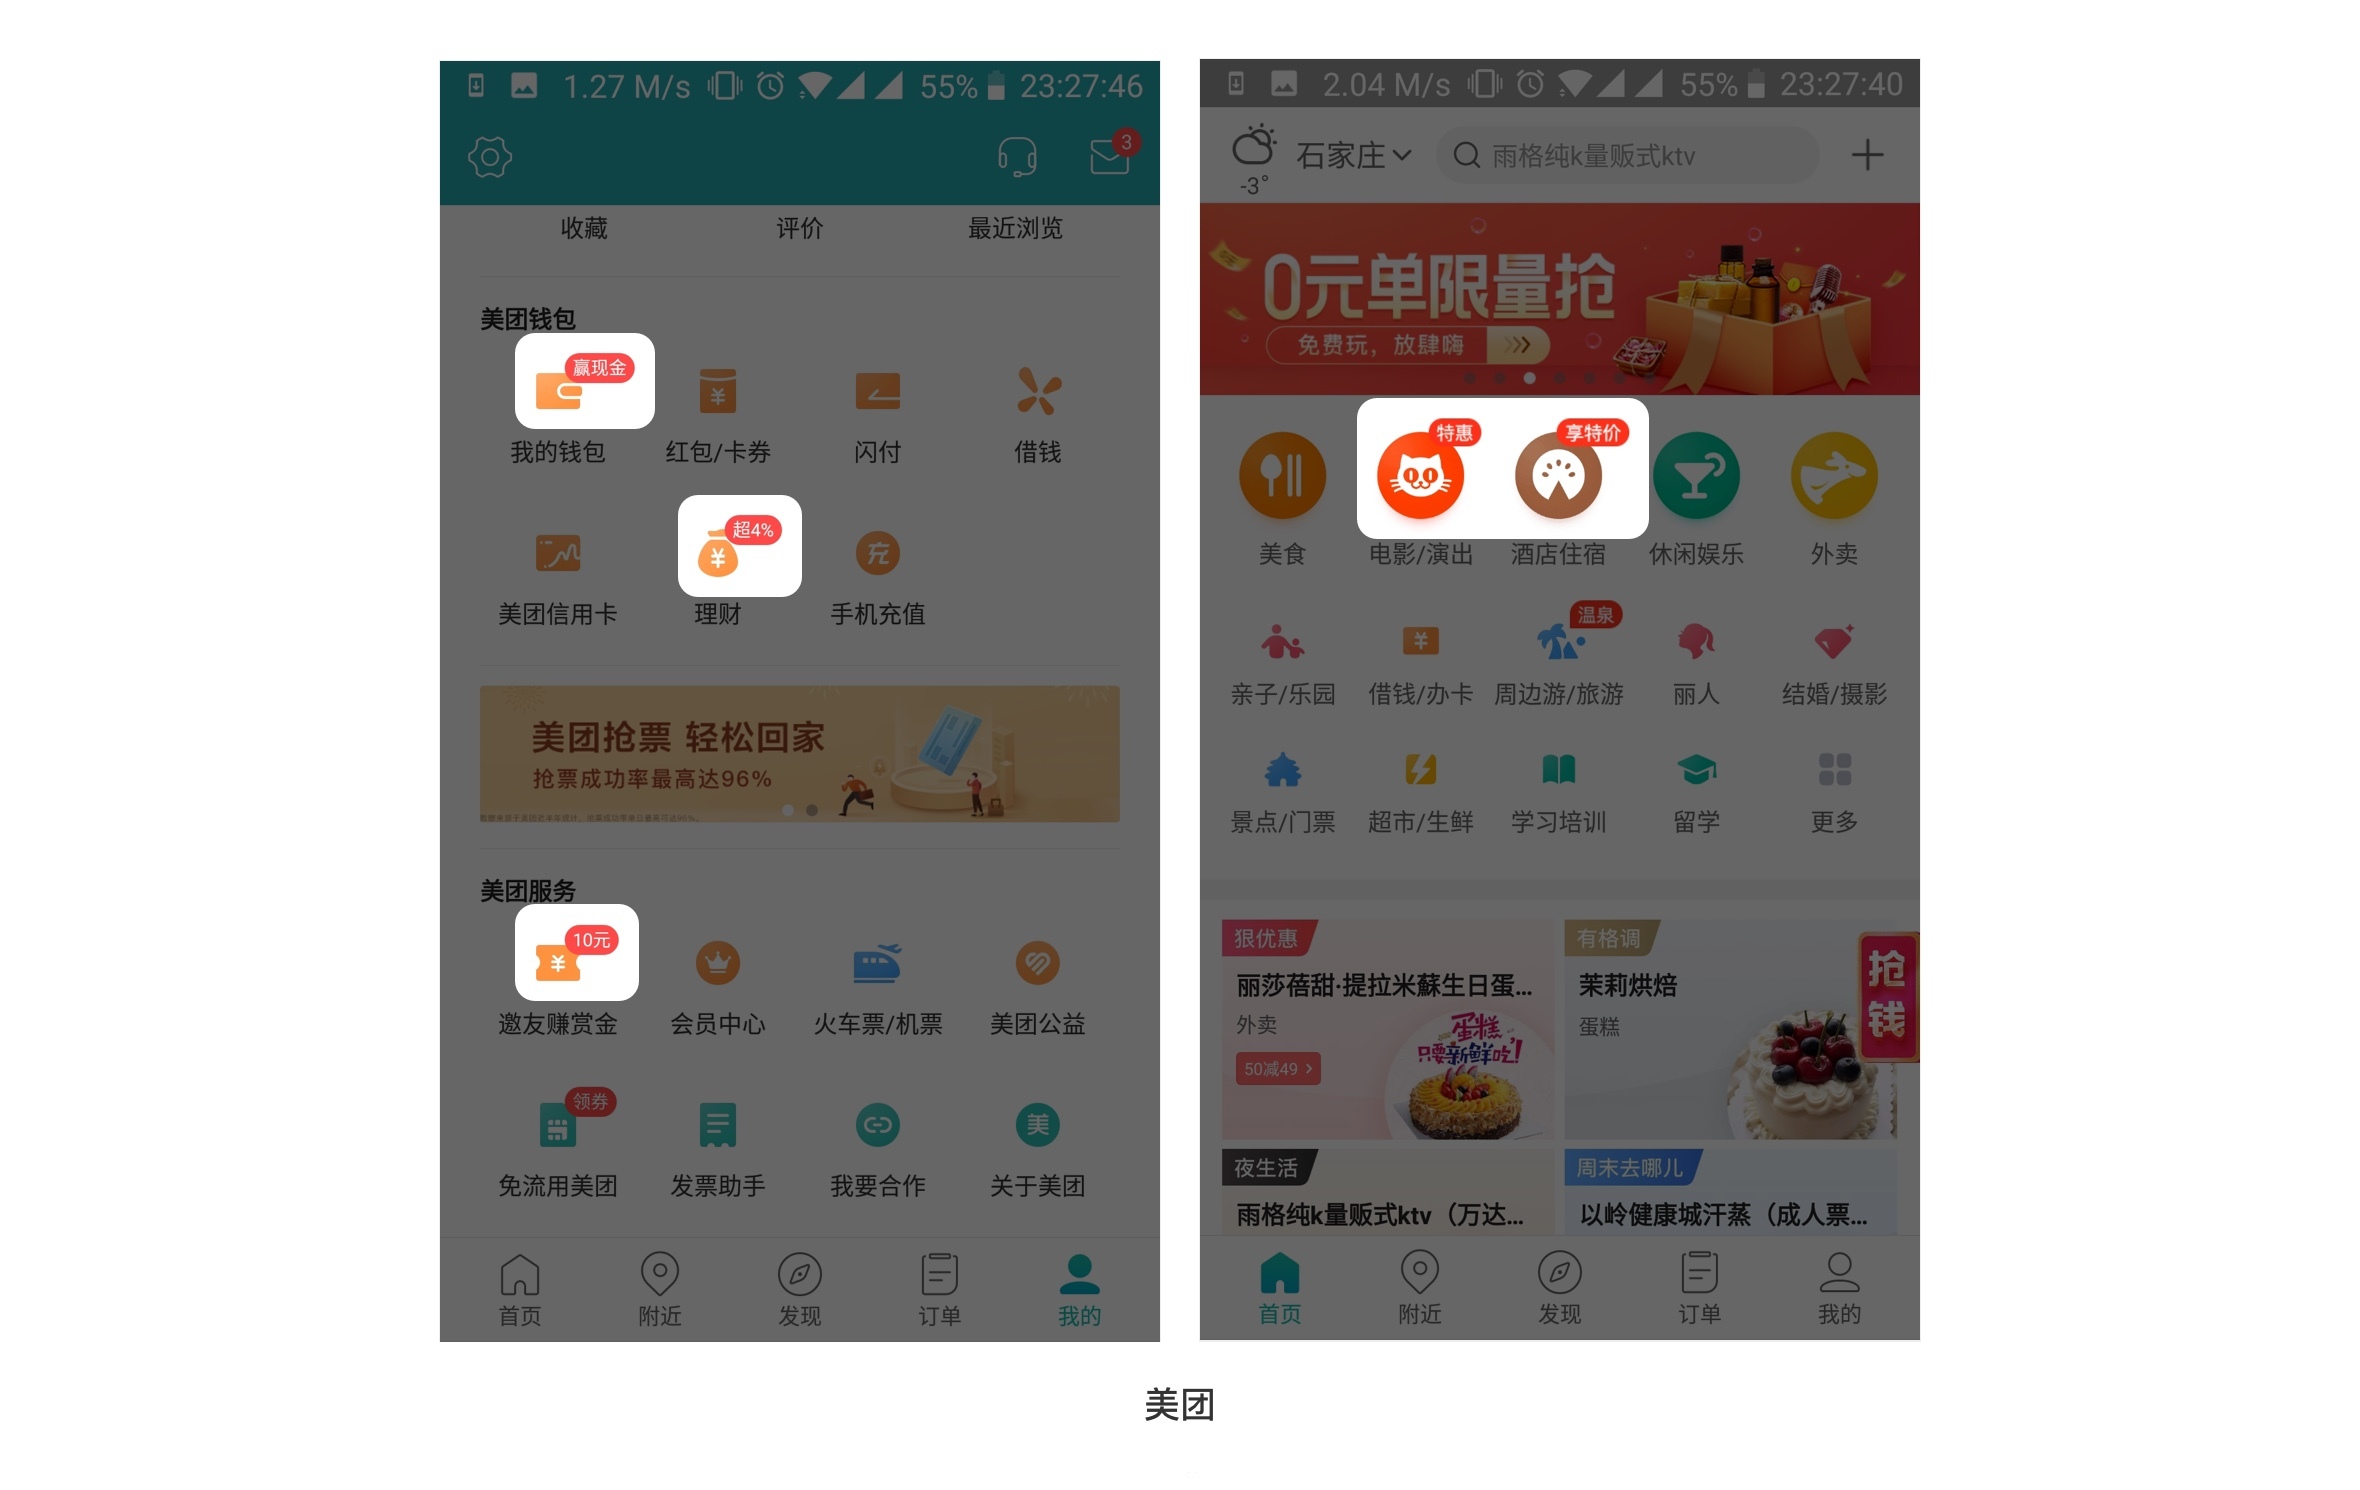 1.27 M/s 55% 23:27:46
3
收藏 评价 最近浏览
美团钱包
赢现金
我的钱包 红包/卡券 闪付 借钱
超4%
充
美团信用卡 理财 手机充值
美团抢票 轻松回家
抢票成功率最高达96%
美团服务
10元
邀友赚赏金 会员中心 火车票/机票 美团公益
领券
美
免流用美团 发票助手 我要合作 关于美团
首页 附近 发现 订单 我的
2.04 M/s 55% 23:27:40
石家庄 雨格纯k量贩式ktv
-3°
0元单限量抢
免费玩，放肆嗨
特惠 享特价
美食 电影/演出 酒店住宿 休闲娱乐 外卖
温泉
亲子/乐园 借钱/办卡 周边游/旅游 丽人 结婚/摄影
景点/门票 超市/生鲜 学习培训 留学 更多
狠优惠 有格调
抢钱
丽莎蓓甜·提拉米蘇生日蛋... 茉莉烘焙
外卖 蛋糕
蛋糕
只要新鲜吃!
50减49
夜生活 周末去哪儿
雨格纯k量贩式ktv（万达... 以岭健康城汗蒸（成人票...
首页 附近 发现 订单 我的
美团